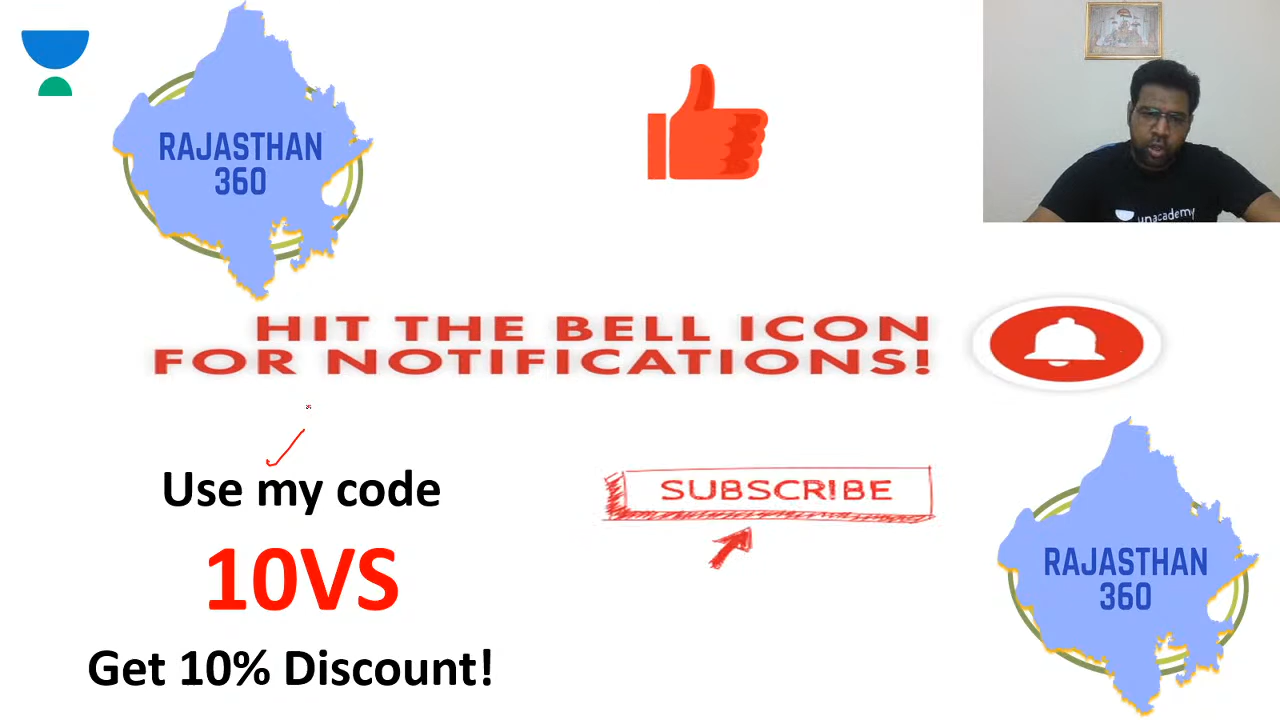 RAJASTHAN
360
unacademy
HIT THE BELL ICON
FOR NOTIFICATIONS!
Use my code
10VS
Get 10% Discount!
SUBSCRIBE
RAJASTHAN
360